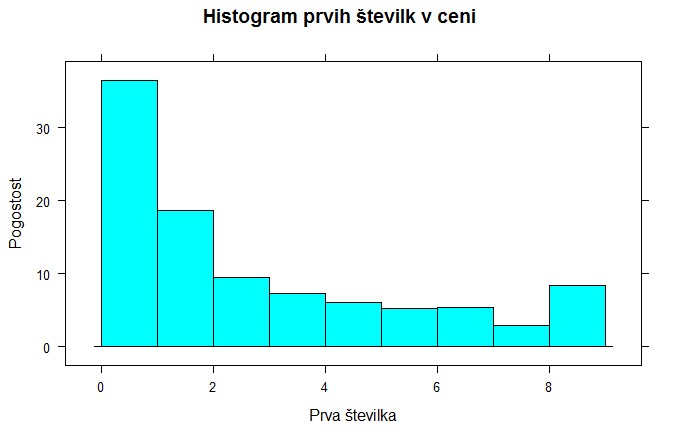 Histogram prvih številk v ceni
Pogostost
30
20
10
0
0 2 4 6 8
Prva številka